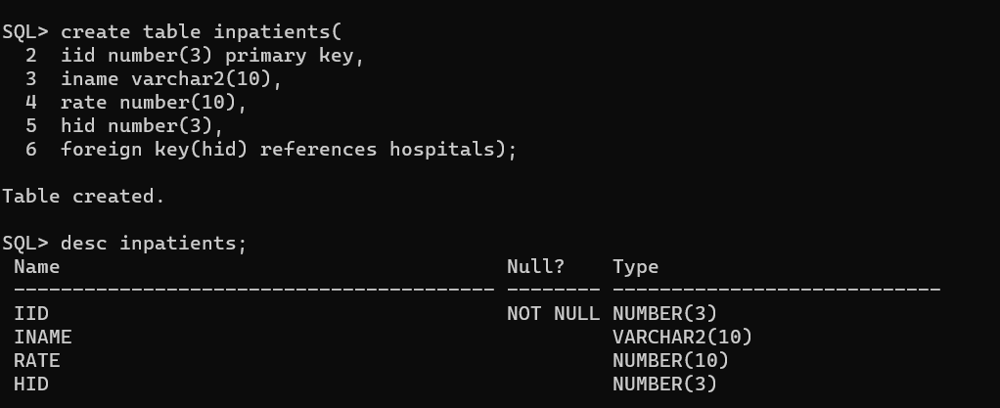 SQL> create table inpatients(
  2  iid number(3) primary key,
  3  iname varchar2(10),
  4  rate number(10),
  5  hid number(3),
  6  foreign key(hid) references hospitals);
Table created.
SQL> desc inpatients;
 Name                                      Null?    Type
 ----------------------------------------- -------- ----------------------------
 IID                                       NOT NULL NUMBER(3)
 INAME                                              VARCHAR2(10)
 RATE                                               NUMBER(10)
 HID                                                NUMBER(3)